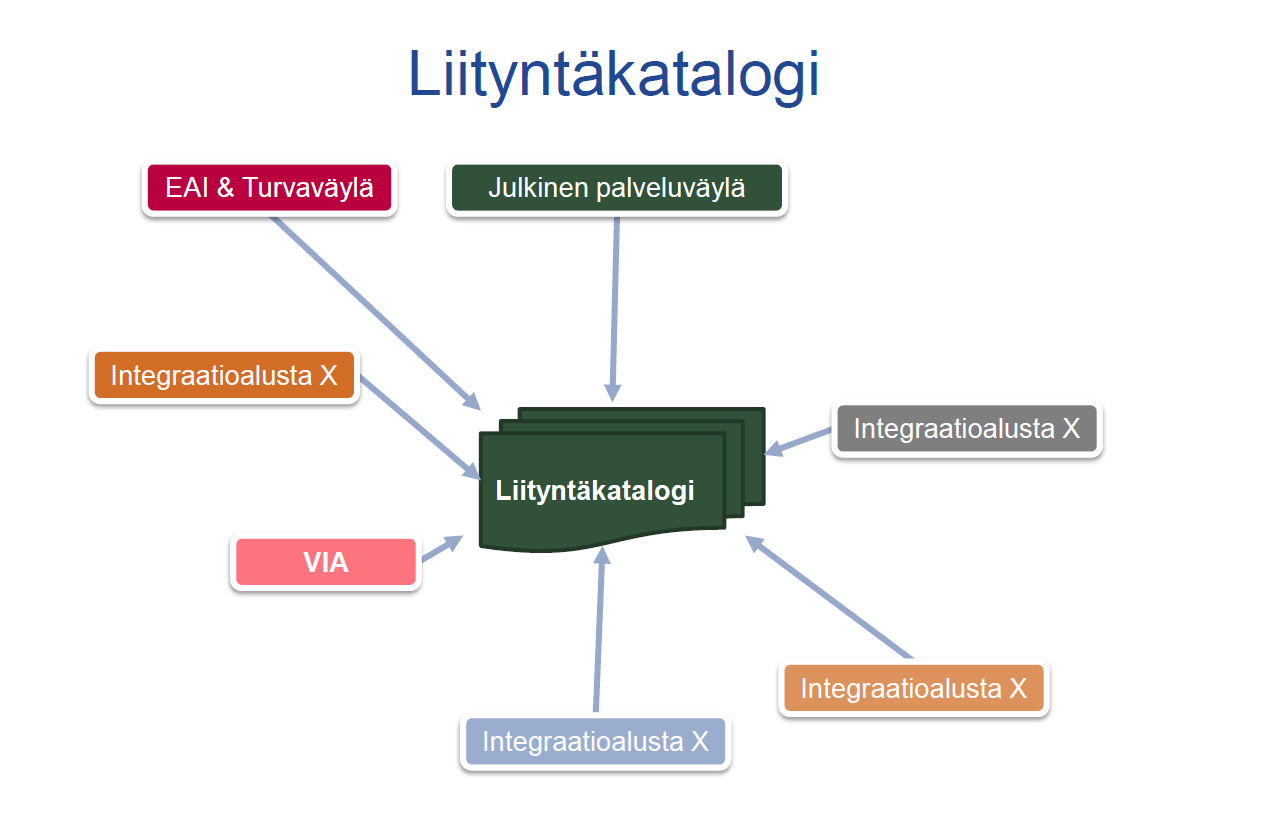 Liityntäkatalogi
EAI & Turvaväylä
Julkinen palveluväylä
Integraatioalusta X
Integraatioalusta X
Liityntäkatalogi
VIA
Integraatioalusta X
Integraatioalusta X